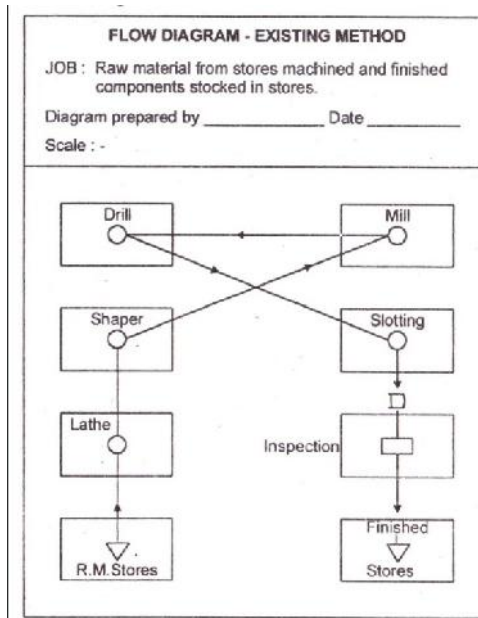 FLOW DIAGRAM - EXISTING METHOD
JOB : Raw material from stores machined and finished
components stocked in stores.
Diagram prepared by ____________ Date __________
Scale : -
Drill
Mill
Shaper
Slotting
Lathe
Inspection
R.M.Stores
Finished
Stores